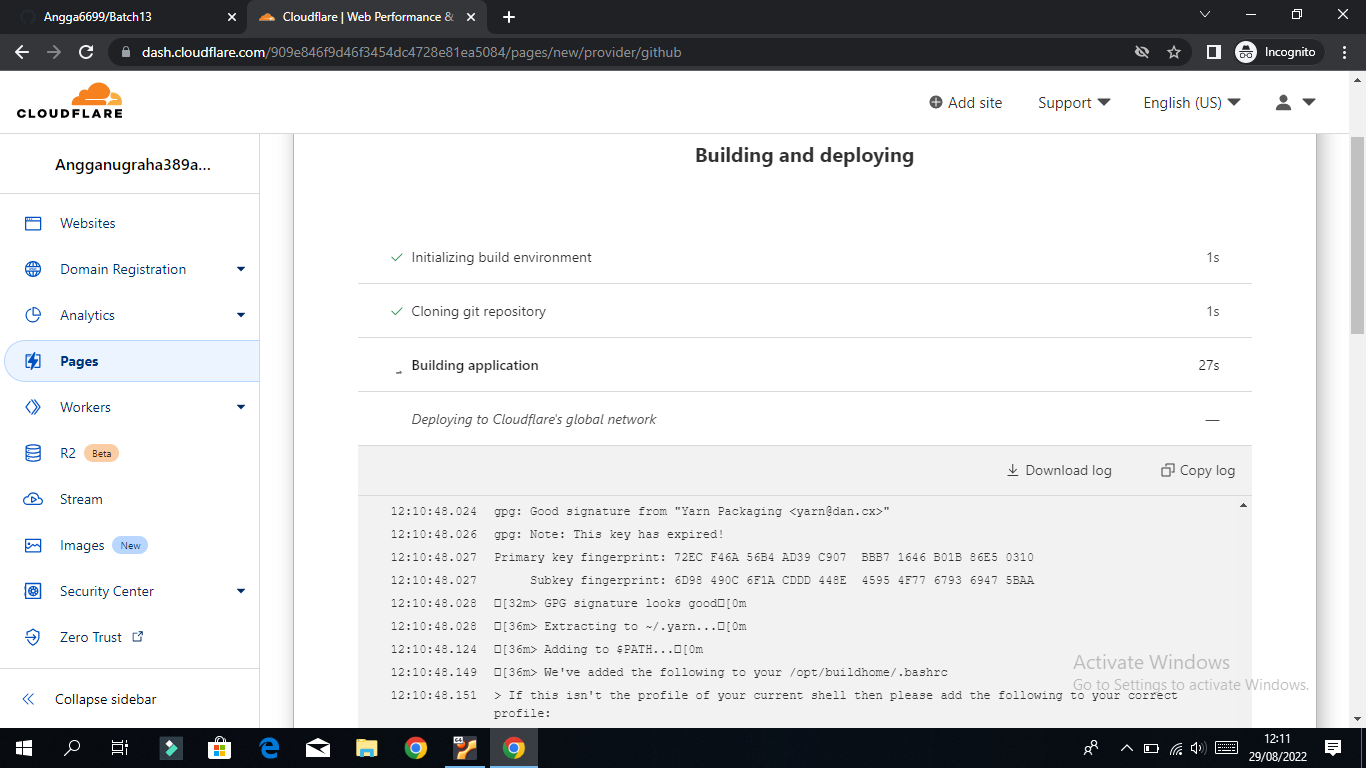 Angga6699/Batch13
Cloudflare | Web Performance &
dash.cloudflare.com/909e846f9d46f3454dc4728e81ea5084/pages/new/provider/github
Incognito
CLOUDFLARE
Add site
Support
English (US)
Angganugraha389a...
Websites
Domain Registration
Analytics
Pages
Workers
R2 Beta
Stream
Images New
Security Center
Zero Trust
Collapse sidebar
Building and deploying
Initializing build environment 1s
Cloning git repository 1s
Building application 27s
Deploying to Cloudflare's global network —
Download log Copy log
12:10:48.024 gpg: Good signature from "Yarn Packaging <yarn@dan.cx>"
12:10:48.026 gpg: Note: This key has expired!
12:10:48.027 Primary key fingerprint: 72EC F46A 56B4 AD39 C907  BBB7 1646 B01B 86E5 0310
12:10:48.027      Subkey fingerprint: 6D98 490C 6F1A CDDD 448E  4595 4F77 6793 6947 5BAA
12:10:48.028 □[32m> GPG signature looks good□[0m
12:10:48.028 □[36m> Extracting to ~/.yarn...□[0m
12:10:48.124 □[36m> Adding to $PATH...□[0m
12:10:48.149 □[36m> We've added the following to your /opt/buildhome/.bashrc
12:10:48.151 > If this isn't the profile of your current shell then please add the following to your correct
profile:
Activate Windows
Go to Settings to activate Windows.
64
12:11
29/08/2022